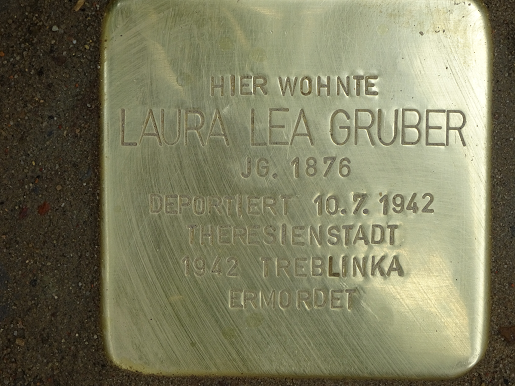 HIER WOHNTE
LAURA LEA GRUBER
JG. 1876
DEPORTIERT 10.7.1942
THERESIENSTADT
1942 TREBLINKA
ERMORDET